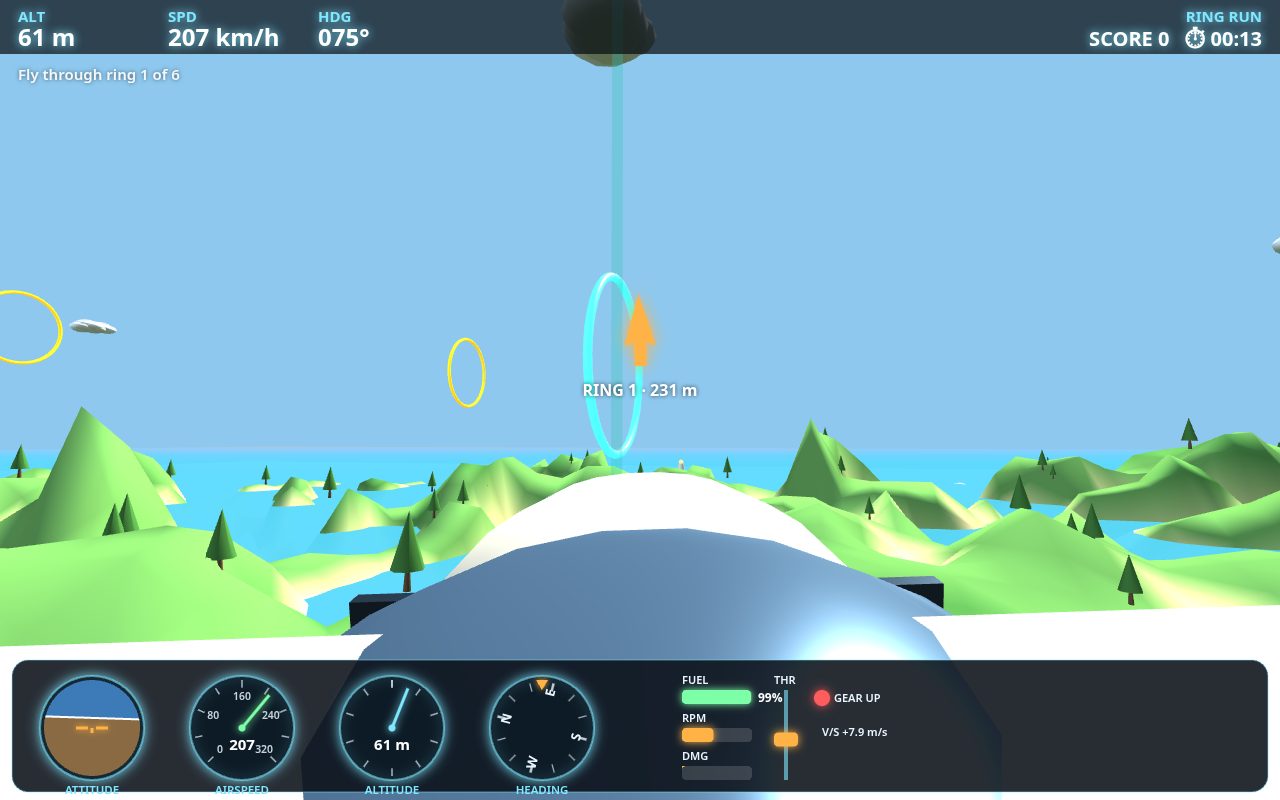 ALT
61 m
SPD
207 km/h
HDG
075°
RING RUN
SCORE 0 ⏱ 00:13
Fly through ring 1 of 6
RING 1 · 231 m
ATTITUDE
80
160
240
0
320
207
AIRSPEED
61 m
ALTITUDE
N
E
S
W
HEADING
FUEL
99%
RPM
DMG
THR
GEAR UP
V/S +7.9 m/s